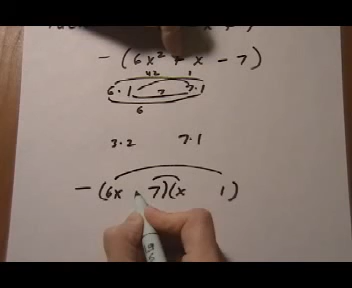 - (6x² + x - 7)
42 1
6·1 7 7·1
6
3·2 7·1
- (6x 7)(x 1)